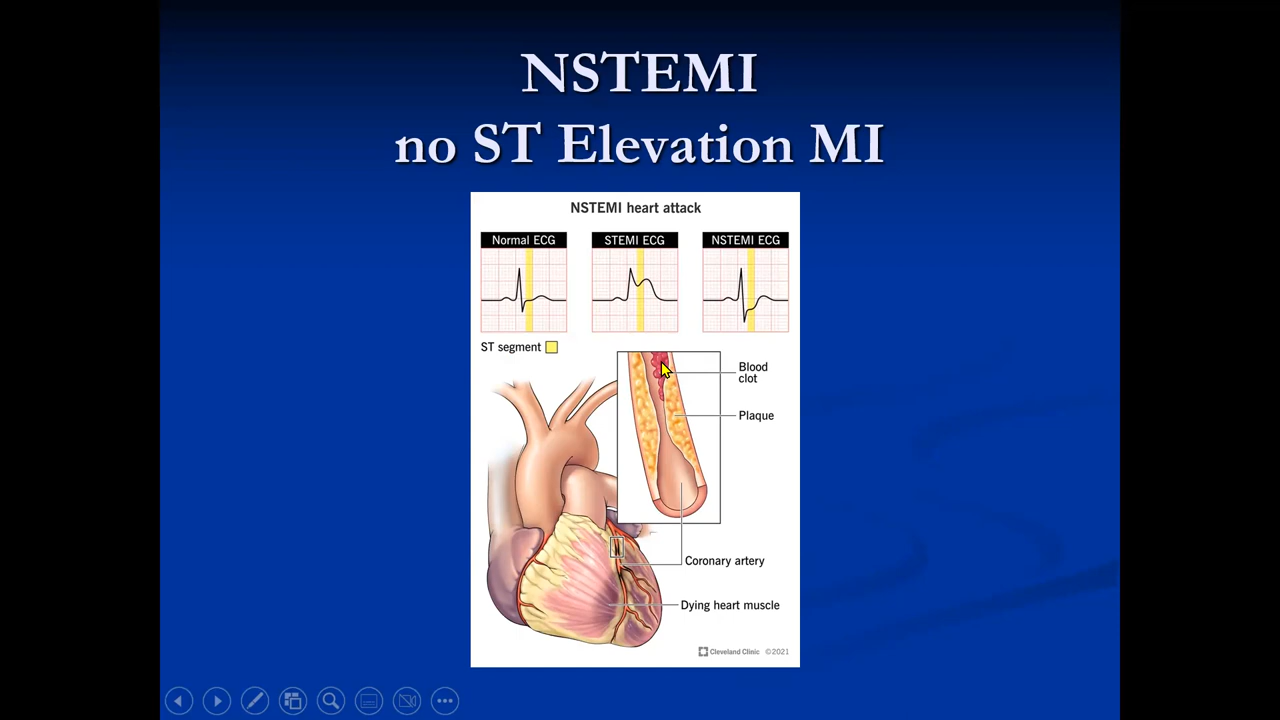 NSTEMI
no ST Elevation MI
NSTEMI heart attack
Normal ECG
STEMI ECG
NSTEMI ECG
ST segment
Blood
clot
Plaque
Coronary artery
Dying heart muscle
Cleveland Clinic ©2021